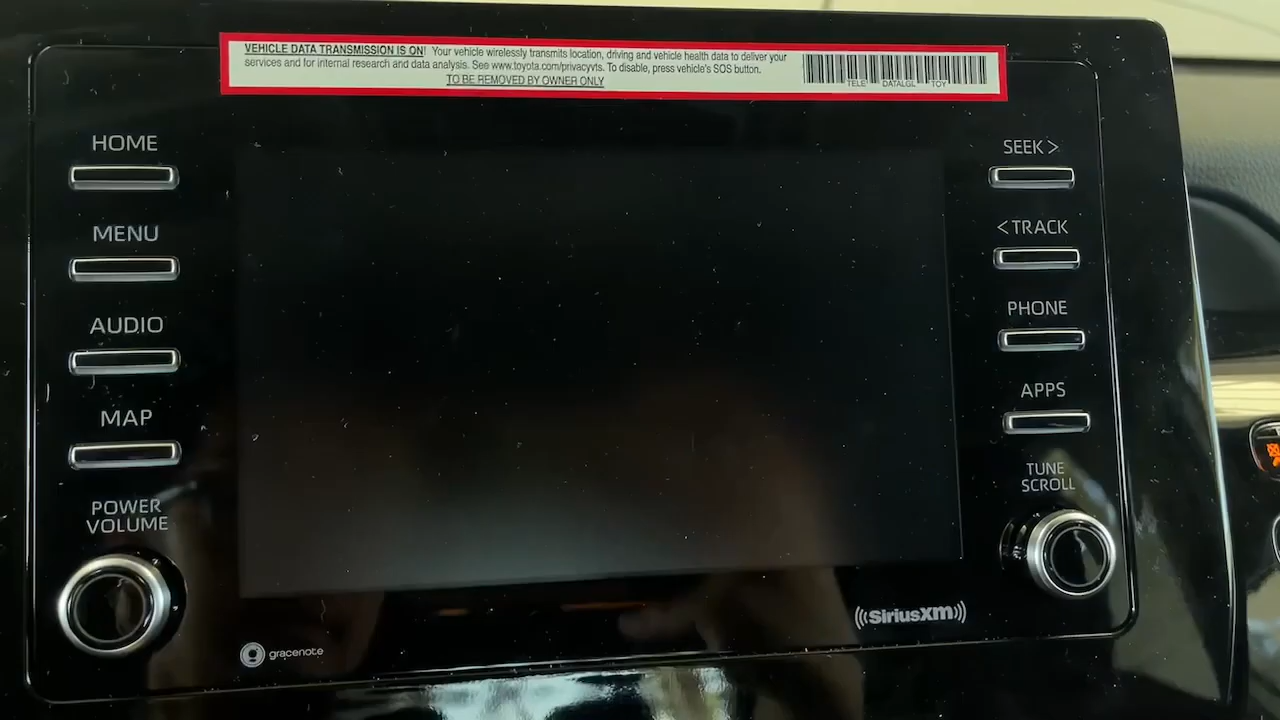 VEHICLE DATA TRANSMISSION IS ON! Your vehicle wirelessly transmits location, driving and vehicle health data to deliver your
services and for internal research and data analysis. See www.toyota.com/privacyvts. To disable, press vehicle's SOS button.
TO BE REMOVED BY OWNER ONLY
TELE DATALGL TOY
HOME
MENU
AUDIO
MAP
POWER
VOLUME
SEEK >
< TRACK
PHONE
APPS
TUNE
SCROLL
gracenote
((SiriusXM))